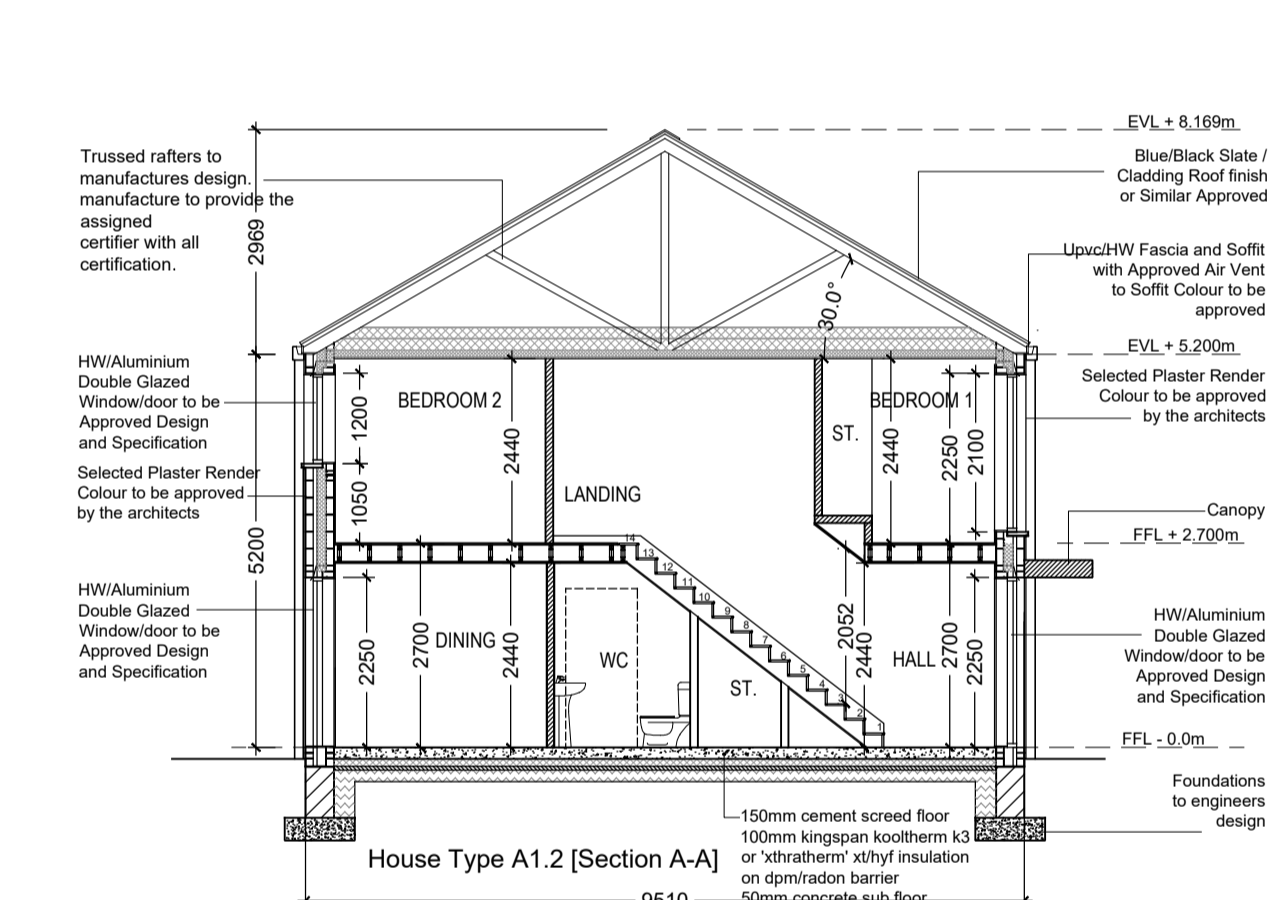 EVL + 8.169m
Trussed rafters to
manufactures design.
manufacture to provide the
assigned
certifier with all
certification.
2969
Blue/Black Slate /
Cladding Roof finish
or Similar Approved
Upvc/HW Fascia and Soffit
with Approved Air Vent
to Soffit Colour to be
approved
30.0°
EVL + 5.200m
HW/Aluminium
Double Glazed
Window/door to be
Approved Design
and Specification
Selected Plaster Render
Colour to be approved
by the architects
5200
HW/Aluminium
Double Glazed
Window/door to be
Approved Design
and Specification
1200
1050
BEDROOM 2
2440
LANDING
ST.
BEDROOM 1
2440
2250
2100
Selected Plaster Render
Colour to be approved
by the architects
Canopy
FFL + 2.700m
2250
2700
DINING
2440
WC
ST.
14
13
12
11
10
9
8
7
6
5
4
3
2
1
2052
2440
HALL
2700
2250
HW/Aluminium
Double Glazed
Window/door to be
Approved Design
and Specification
FFL - 0.0m
Foundations
to engineers
design
150mm cement screed floor
100mm kingspan kooltherm k3
or 'xthratherm' xt/hyf insulation
on dpm/radon barrier
50mm concrete sub floor
House Type A1.2 [Section A-A]
9510